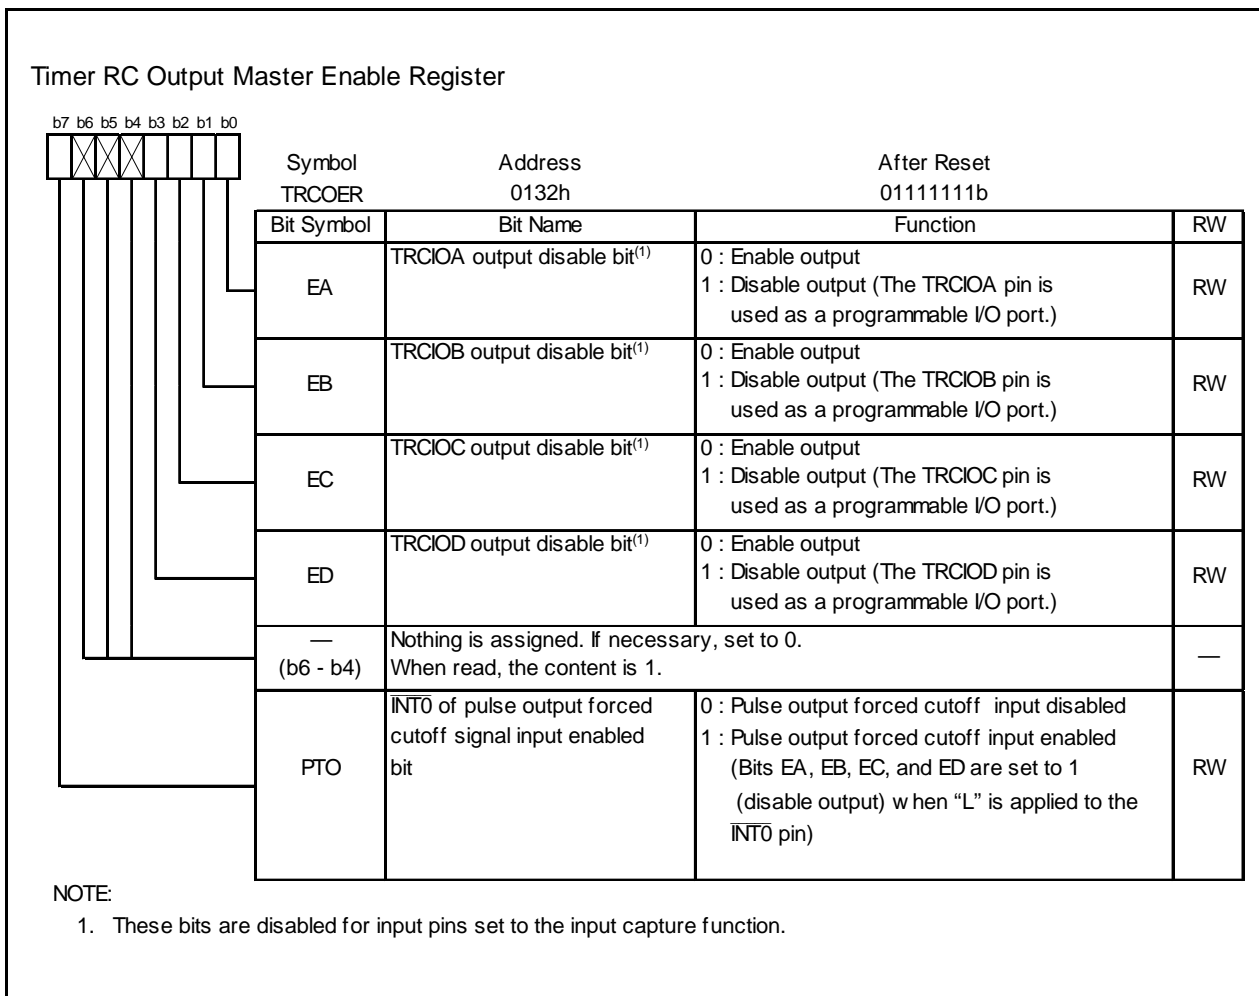 Timer RC Output Master Enable Register
b7 b6 b5 b4 b3 b2 b1 b0
Symbol Address After Reset
TRCOER 0132h 01111111b
Bit Symbol Bit Name Function RW
EA
TRCIOA output disable bit(1)
0 : Enable output
1 : Disable output (The TRCIOA pin is
used as a programmable I/O port.)
RW
EB
TRCIOB output disable bit(1)
0 : Enable output
1 : Disable output (The TRCIOB pin is
used as a programmable I/O port.)
RW
EC
TRCIOC output disable bit(1)
0 : Enable output
1 : Disable output (The TRCIOC pin is
used as a programmable I/O port.)
RW
ED
TRCIOD output disable bit(1)
0 : Enable output
1 : Disable output (The TRCIOD pin is
used as a programmable I/O port.)
RW
—
(b6 - b4)
Nothing is assigned. If necessary, set to 0.
When read, the content is 1.
—
PTO
INT0 of pulse output forced
cutoff signal input enabled
bit
0 : Pulse output forced cutoff input disabled
1 : Pulse output forced cutoff input enabled
(Bits EA, EB, EC, and ED are set to 1
(disable output) when “L” is applied to the
INT0 pin)
RW
NOTE:
1. These bits are disabled for input pins set to the input capture function.